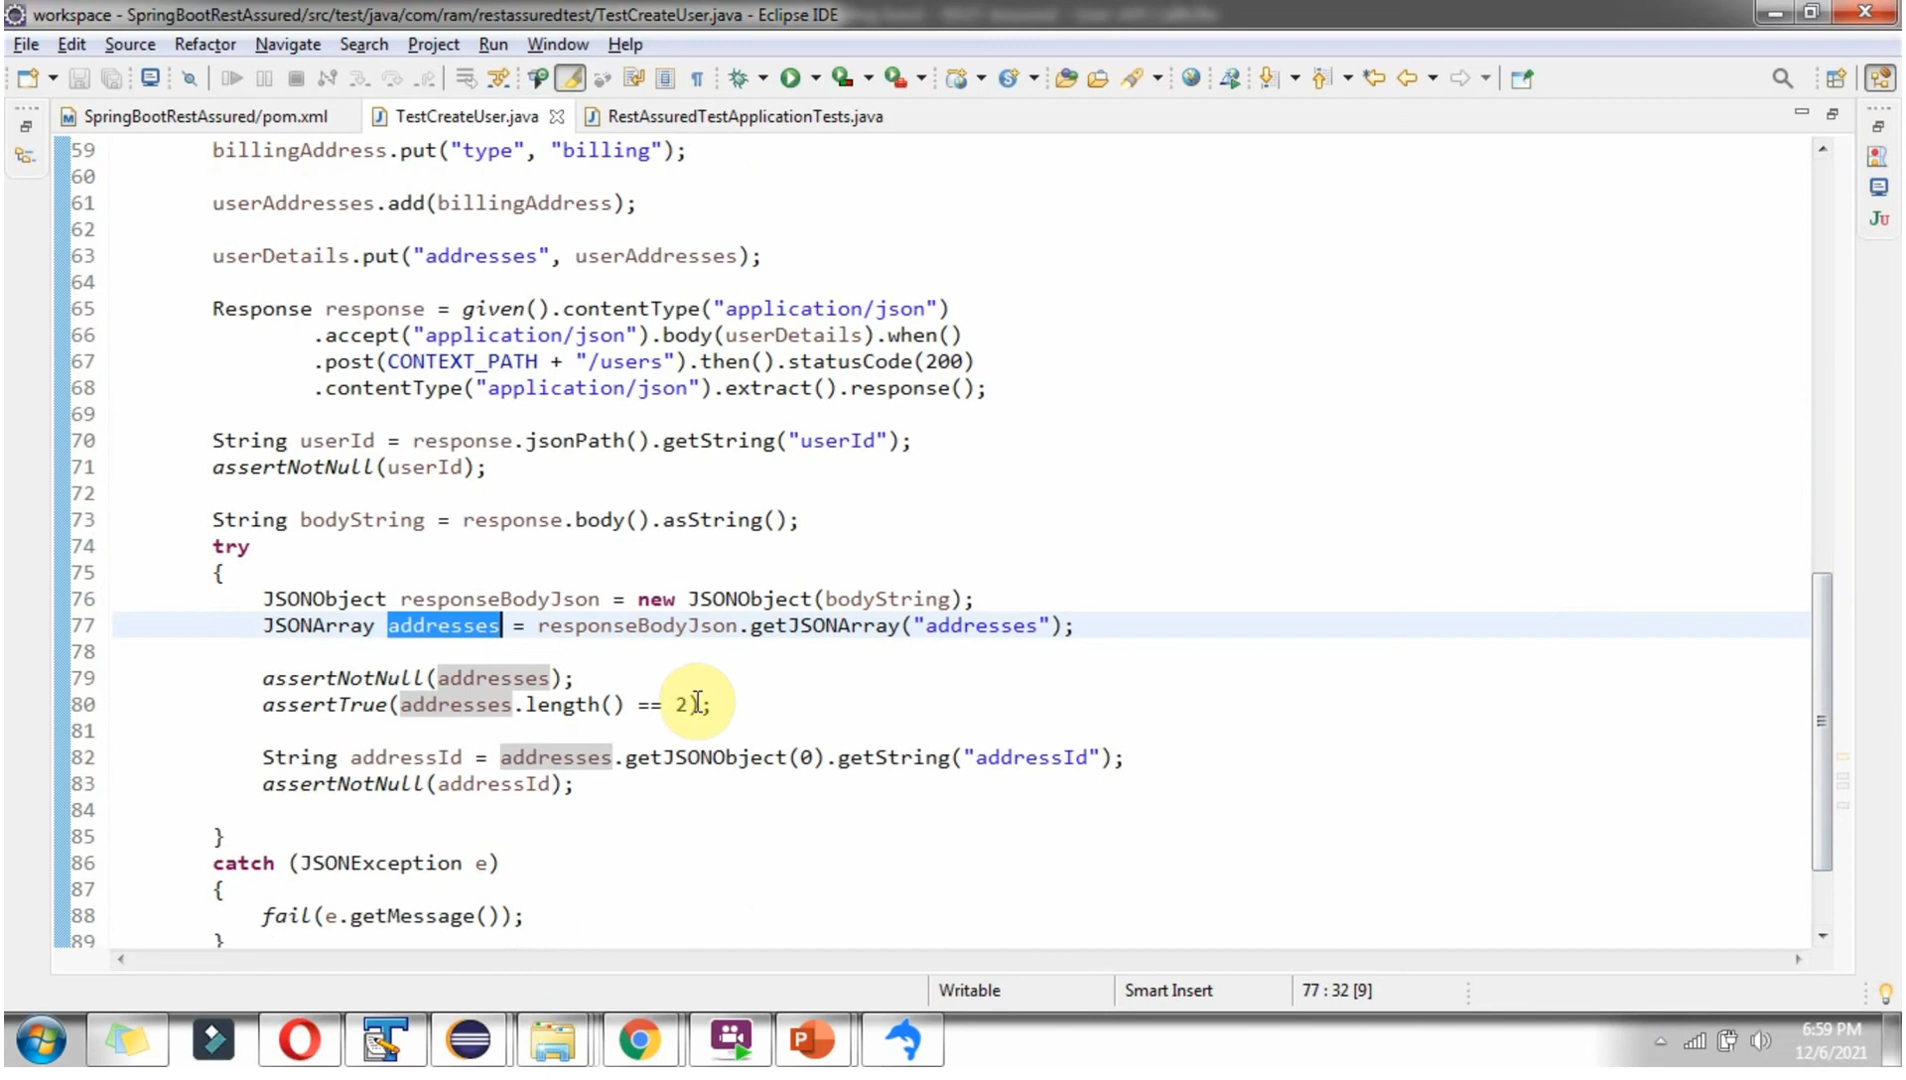 workspace - SpringBootRestAssured/src/test/java/com/ram/restassuredtest/TestCreateUser.java - Eclipse IDE
File Edit Source Refactor Navigate Search Project Run Window Help
SpringBootRestAssured/pom.xml TestCreateUser.java RestAssuredTestApplicationTests.java
59 billingAddress.put("type", "billing");
60
61 userAddresses.add(billingAddress);
62
63 userDetails.put("addresses", userAddresses);
64
65 Response response = given().contentType("application/json")
66 .accept("application/json").body(userDetails).when()
67 .post(CONTEXT_PATH + "/users").then().statusCode(200)
68 .contentType("application/json").extract().response();
69
70 String userId = response.jsonPath().getString("userId");
71 assertNotNull(userId);
72
73 String bodyString = response.body().asString();
74 try
75 {
76 JSONObject responseBodyJson = new JSONObject(bodyString);
77 JSONArray addresses = responseBodyJson.getJSONArray("addresses");
78
79 assertNotNull(addresses);
80 assertTrue(addresses.length() == 2);
81
82 String addressId = addresses.getJSONObject(0).getString("addressId");
83 assertNotNull(addressId);
84
85 }
86 catch (JSONException e)
87 {
88 fail(e.getMessage());
89 }
Writable Smart Insert 77 : 32 [9]
6:59 PM
12/6/2021